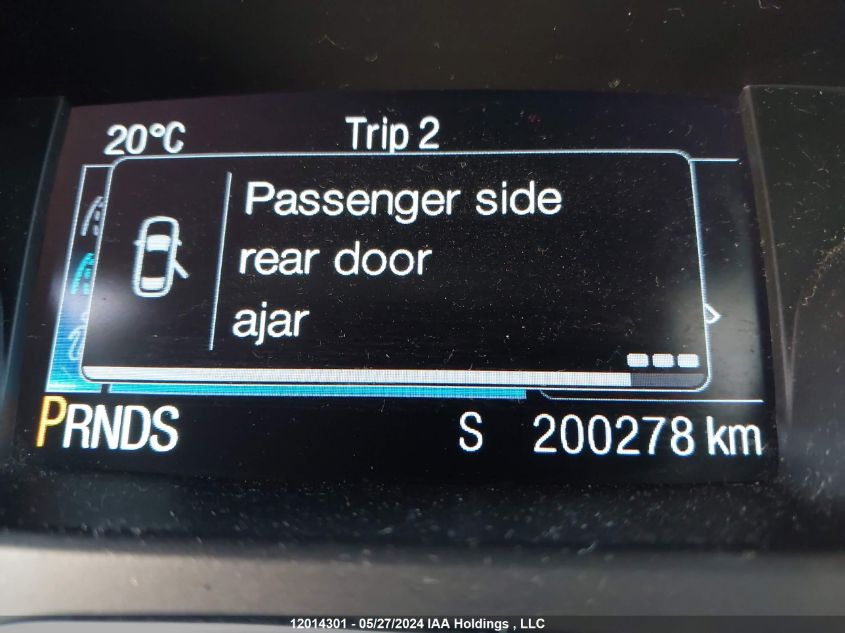 20°C Trip 2
Passenger side
rear door
ajar
PRNDS S 200278 km
12014301 - 05/27/2024 IAA Holdings , LLC